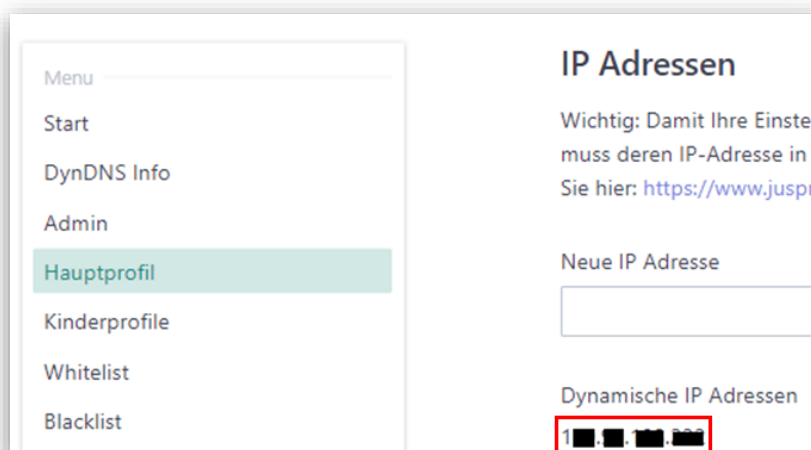 Menu
Start
DynDNS Info
Admin
Hauptprofil
Kinderprofile
Whitelist
Blacklist
IP Adressen
Wichtig: Damit Ihre Einste
muss deren IP-Adresse in
Sie hier: https://www.juspr
Neue IP Adresse
Dynamische IP Adressen